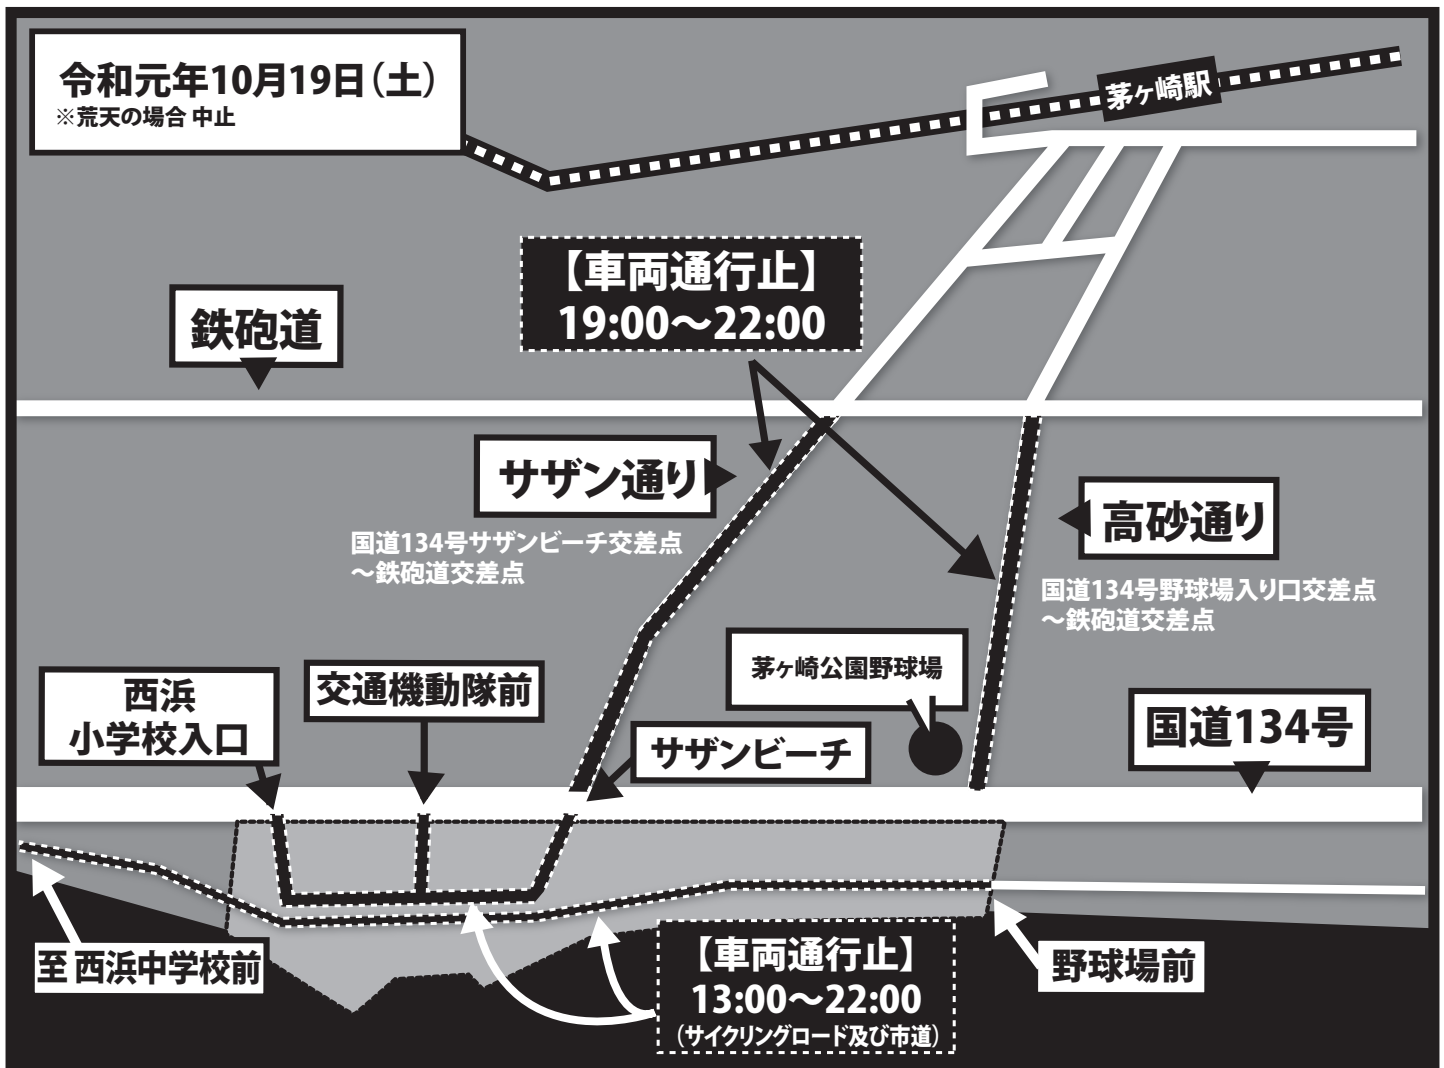 令和元年10月19日(土)
※荒天の場合 中止
茅ヶ崎駅
【車両通行止】
19:00〜22:00
鉄砲道
サザン通り
国道134号サザンビーチ交差点
〜鉄砲道交差点
高砂通り
国道134号野球場入り口交差点
〜鉄砲道交差点
茅ヶ崎公園野球場
西浜
小学校入口
交通機動隊前
サザンビーチ
国道134号
至 西浜中学校前
【車両通行止】
13:00〜22:00
(サイクリングロード及び市道)
野球場前